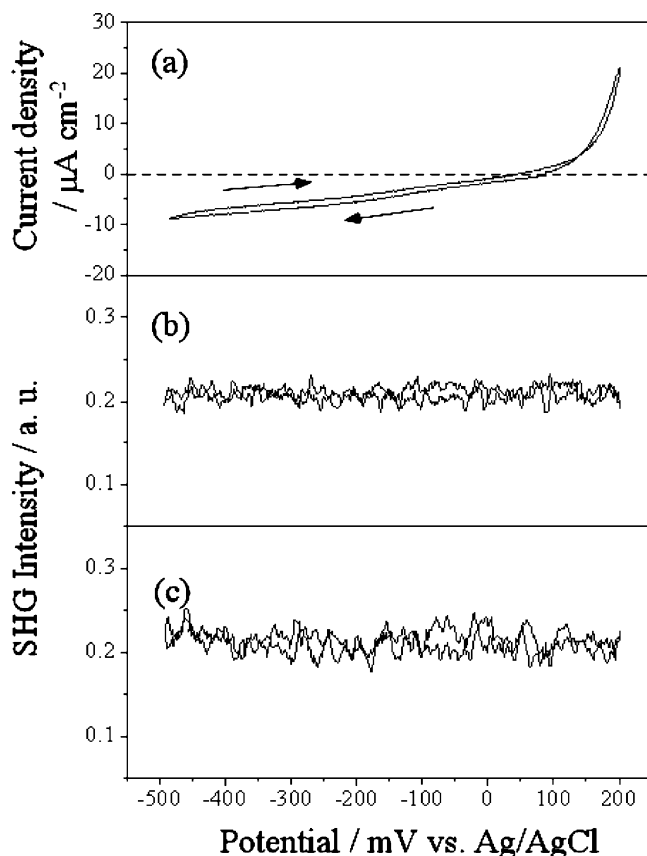 Current density
/ μA cm-2
30
20
10
0
-10
-20
(a)
SHG Intensity / a. u.
0.3
0.2
0.1
(b)
0.3
0.2
0.1
(c)
-500 -400 -300 -200 -100 0 100 200
Potential / mV vs. Ag/AgCl